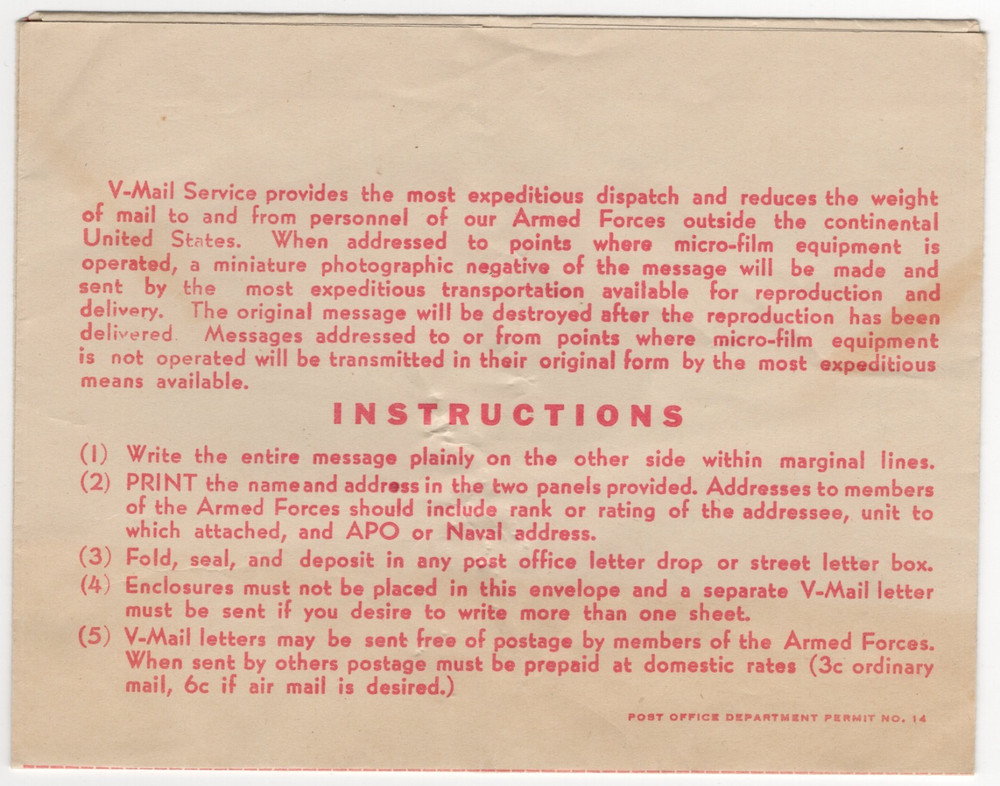 V-Mail Service provides the most expeditious dispatch and reduces the weight
of mail to and from personnel of our Armed Forces outside the continental
United States. When addressed to points where micro-film equipment is
operated, a miniature photographic negative of the message will be made and
sent by the most expeditious transportation available for reproduction and
delivery. The original message will be destroyed after the reproduction has been
delivered. Messages addressed to or from points where micro-film equipment
is not operated will be transmitted in their original form by the most expeditious
means available.
INSTRUCTIONS
(1) Write the entire message plainly on the other side within marginal lines.
(2) PRINT the name and address in the two panels provided. Addresses to members
of the Armed Forces should include rank or rating of the addressee, unit to
which attached, and APO or Naval address.
(3) Fold, seal, and deposit in any post office letter drop or street letter box.
(4) Enclosures must not be placed in this envelope and a separate V-Mail letter
must be sent if you desire to write more than one sheet.
(5) V-Mail letters may be sent free of postage by members of the Armed Forces.
When sent by others postage must be prepaid at domestic rates (3c ordinary
mail, 6c if air mail is desired.)
POST OFFICE DEPARTMENT PERMIT NO. 14